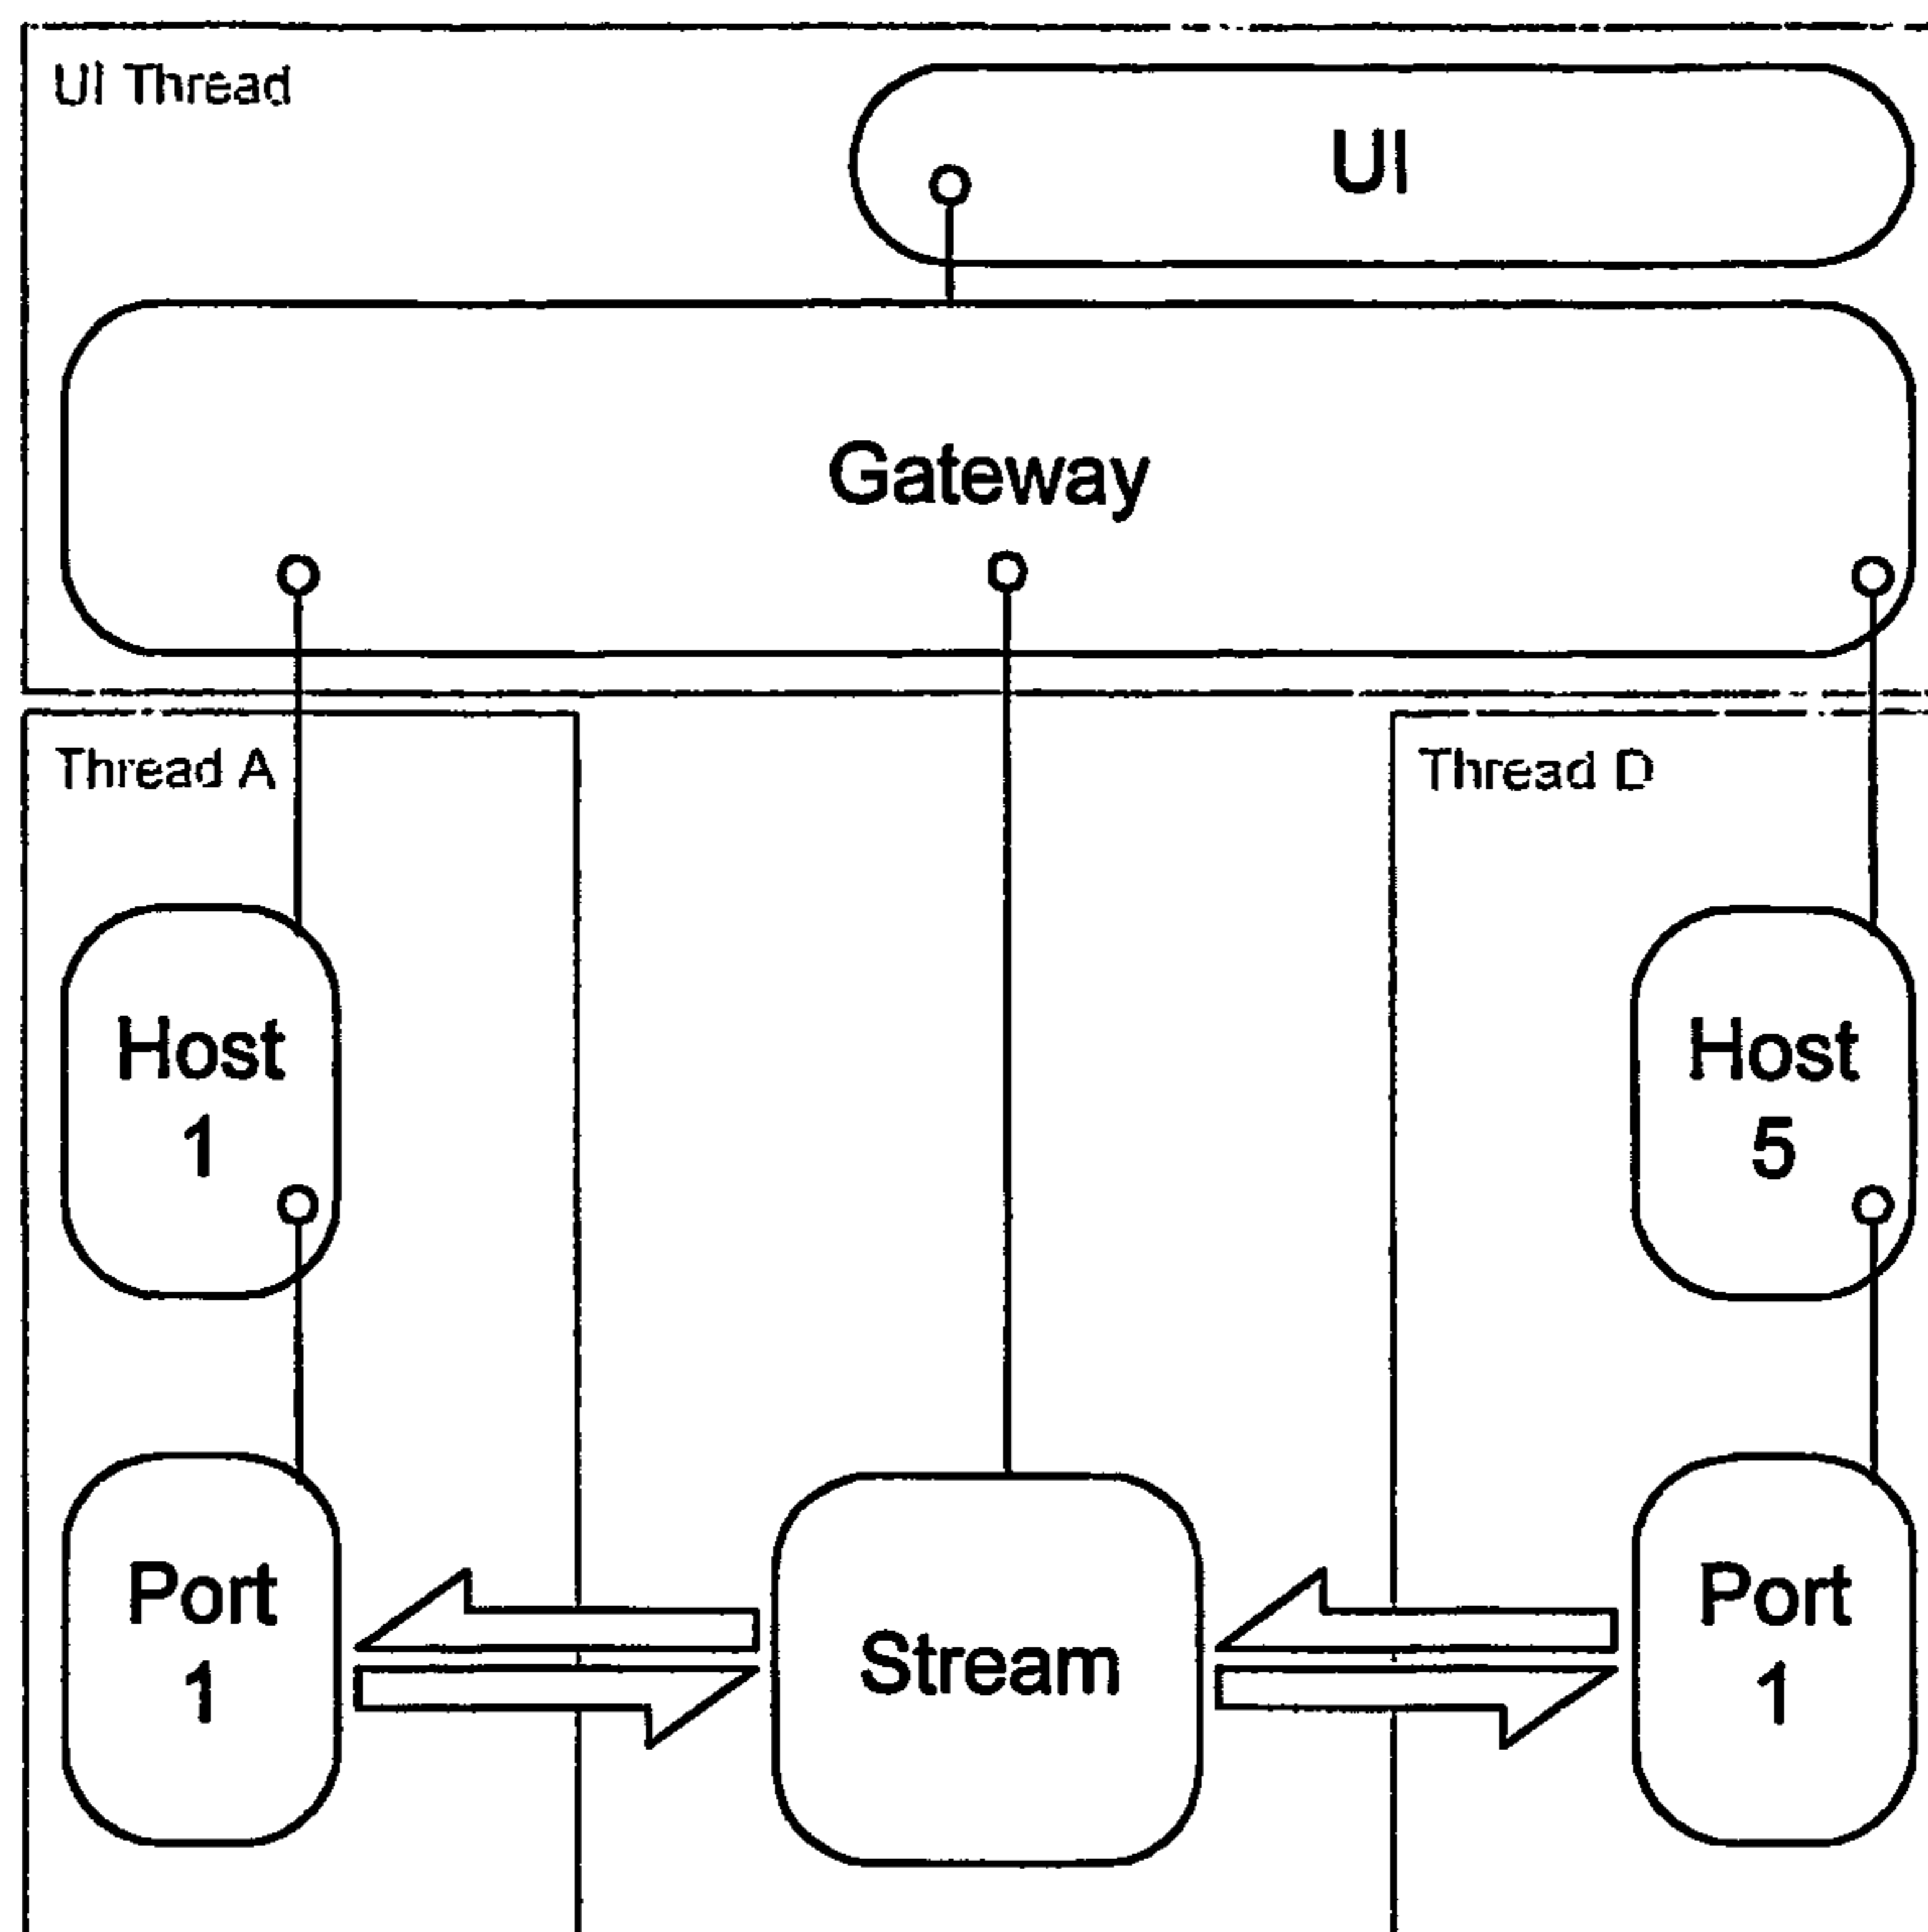 UI Thread
UI
Gateway
Thread A
Thread D
Host
1
Host
5
Port
1
Stream
Port
1